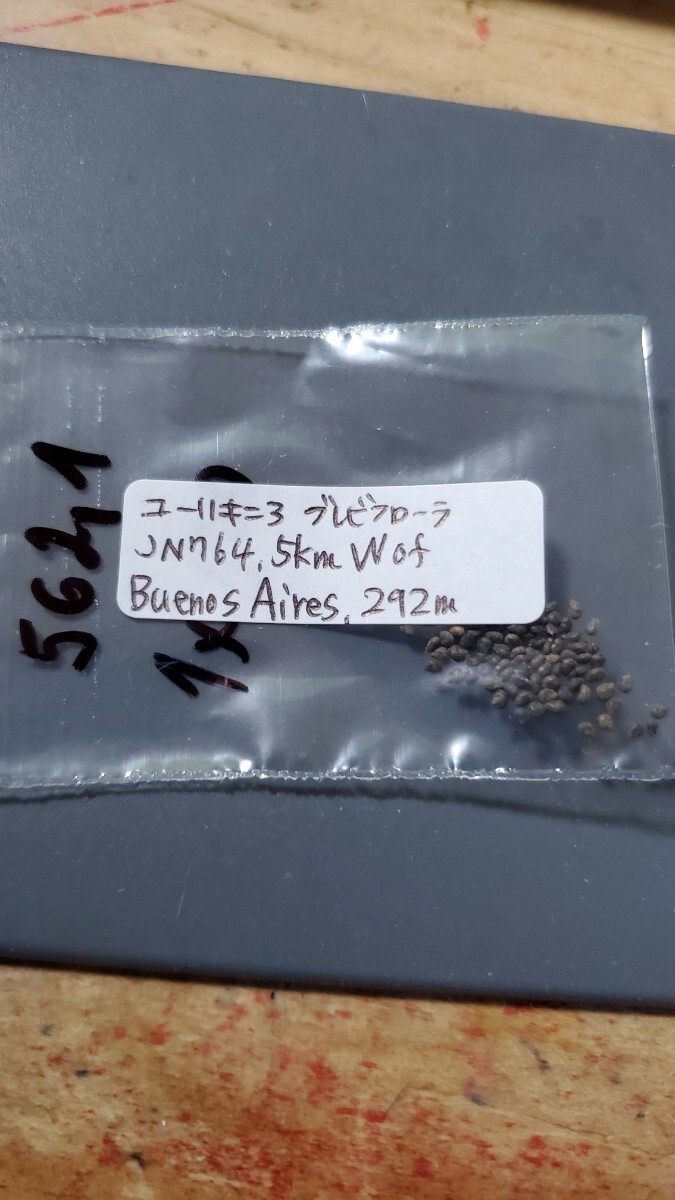 ユーリキニヨ ブレビフローラ
JN764, 5km W of
Buenos Aires, 292m
5621